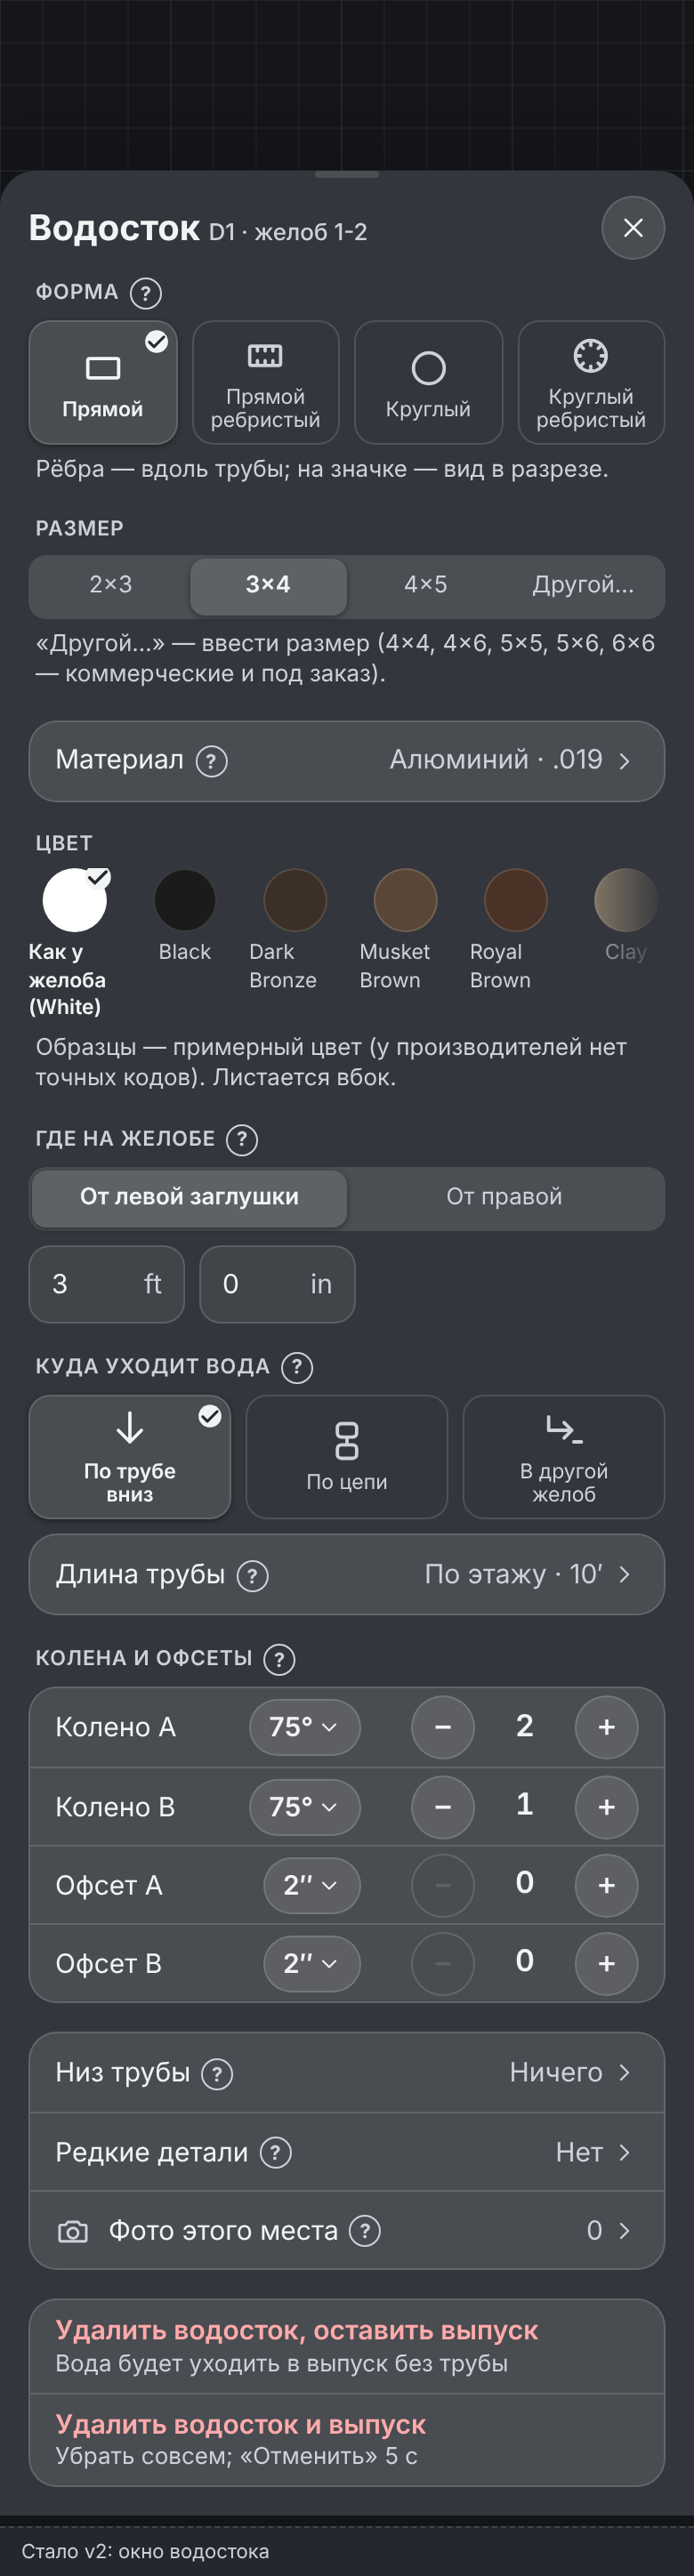 Водосток D1 · желоб 1-2
ФОРМА ?
Прямой
Прямой
ребристый
Круглый
Круглый
ребристый
Рёбра — вдоль трубы; на значке — вид в разрезе.
РАЗМЕР
2×3 3×4 4×5 Другой…
«Другой…» — ввести размер (4×4, 4×6, 5×5, 5×6, 6×6
— коммерческие и под заказ).
Материал ? Алюминий · .019
ЦВЕТ
Как у
желоба
(White)
Black
Dark
Bronze
Musket
Brown
Royal
Brown
Clay
Образцы — примерный цвет (у производителей нет
точных кодов). Листается вбок.
ГДЕ НА ЖЕЛОБЕ ?
От левой заглушки От правой
3 ft 0 in
КУДА УХОДИТ ВОДА ?
По трубе
вниз
По цепи
В другой
желоб
Длина трубы ? По этажу · 10′
КОЛЕНА И ОФСЕТЫ ?
Колено A 75° − 2 +
Колено B 75° − 1 +
Офсет A 2″ − 0 +
Офсет B 2″ − 0 +
Низ трубы ? Ничего
Редкие детали ? Нет
Фото этого места ? 0
Удалить водосток, оставить выпуск
Вода будет уходить в выпуск без трубы
Удалить водосток и выпуск
Убрать совсем; «Отменить» 5 с
Стало v2: окно водостока